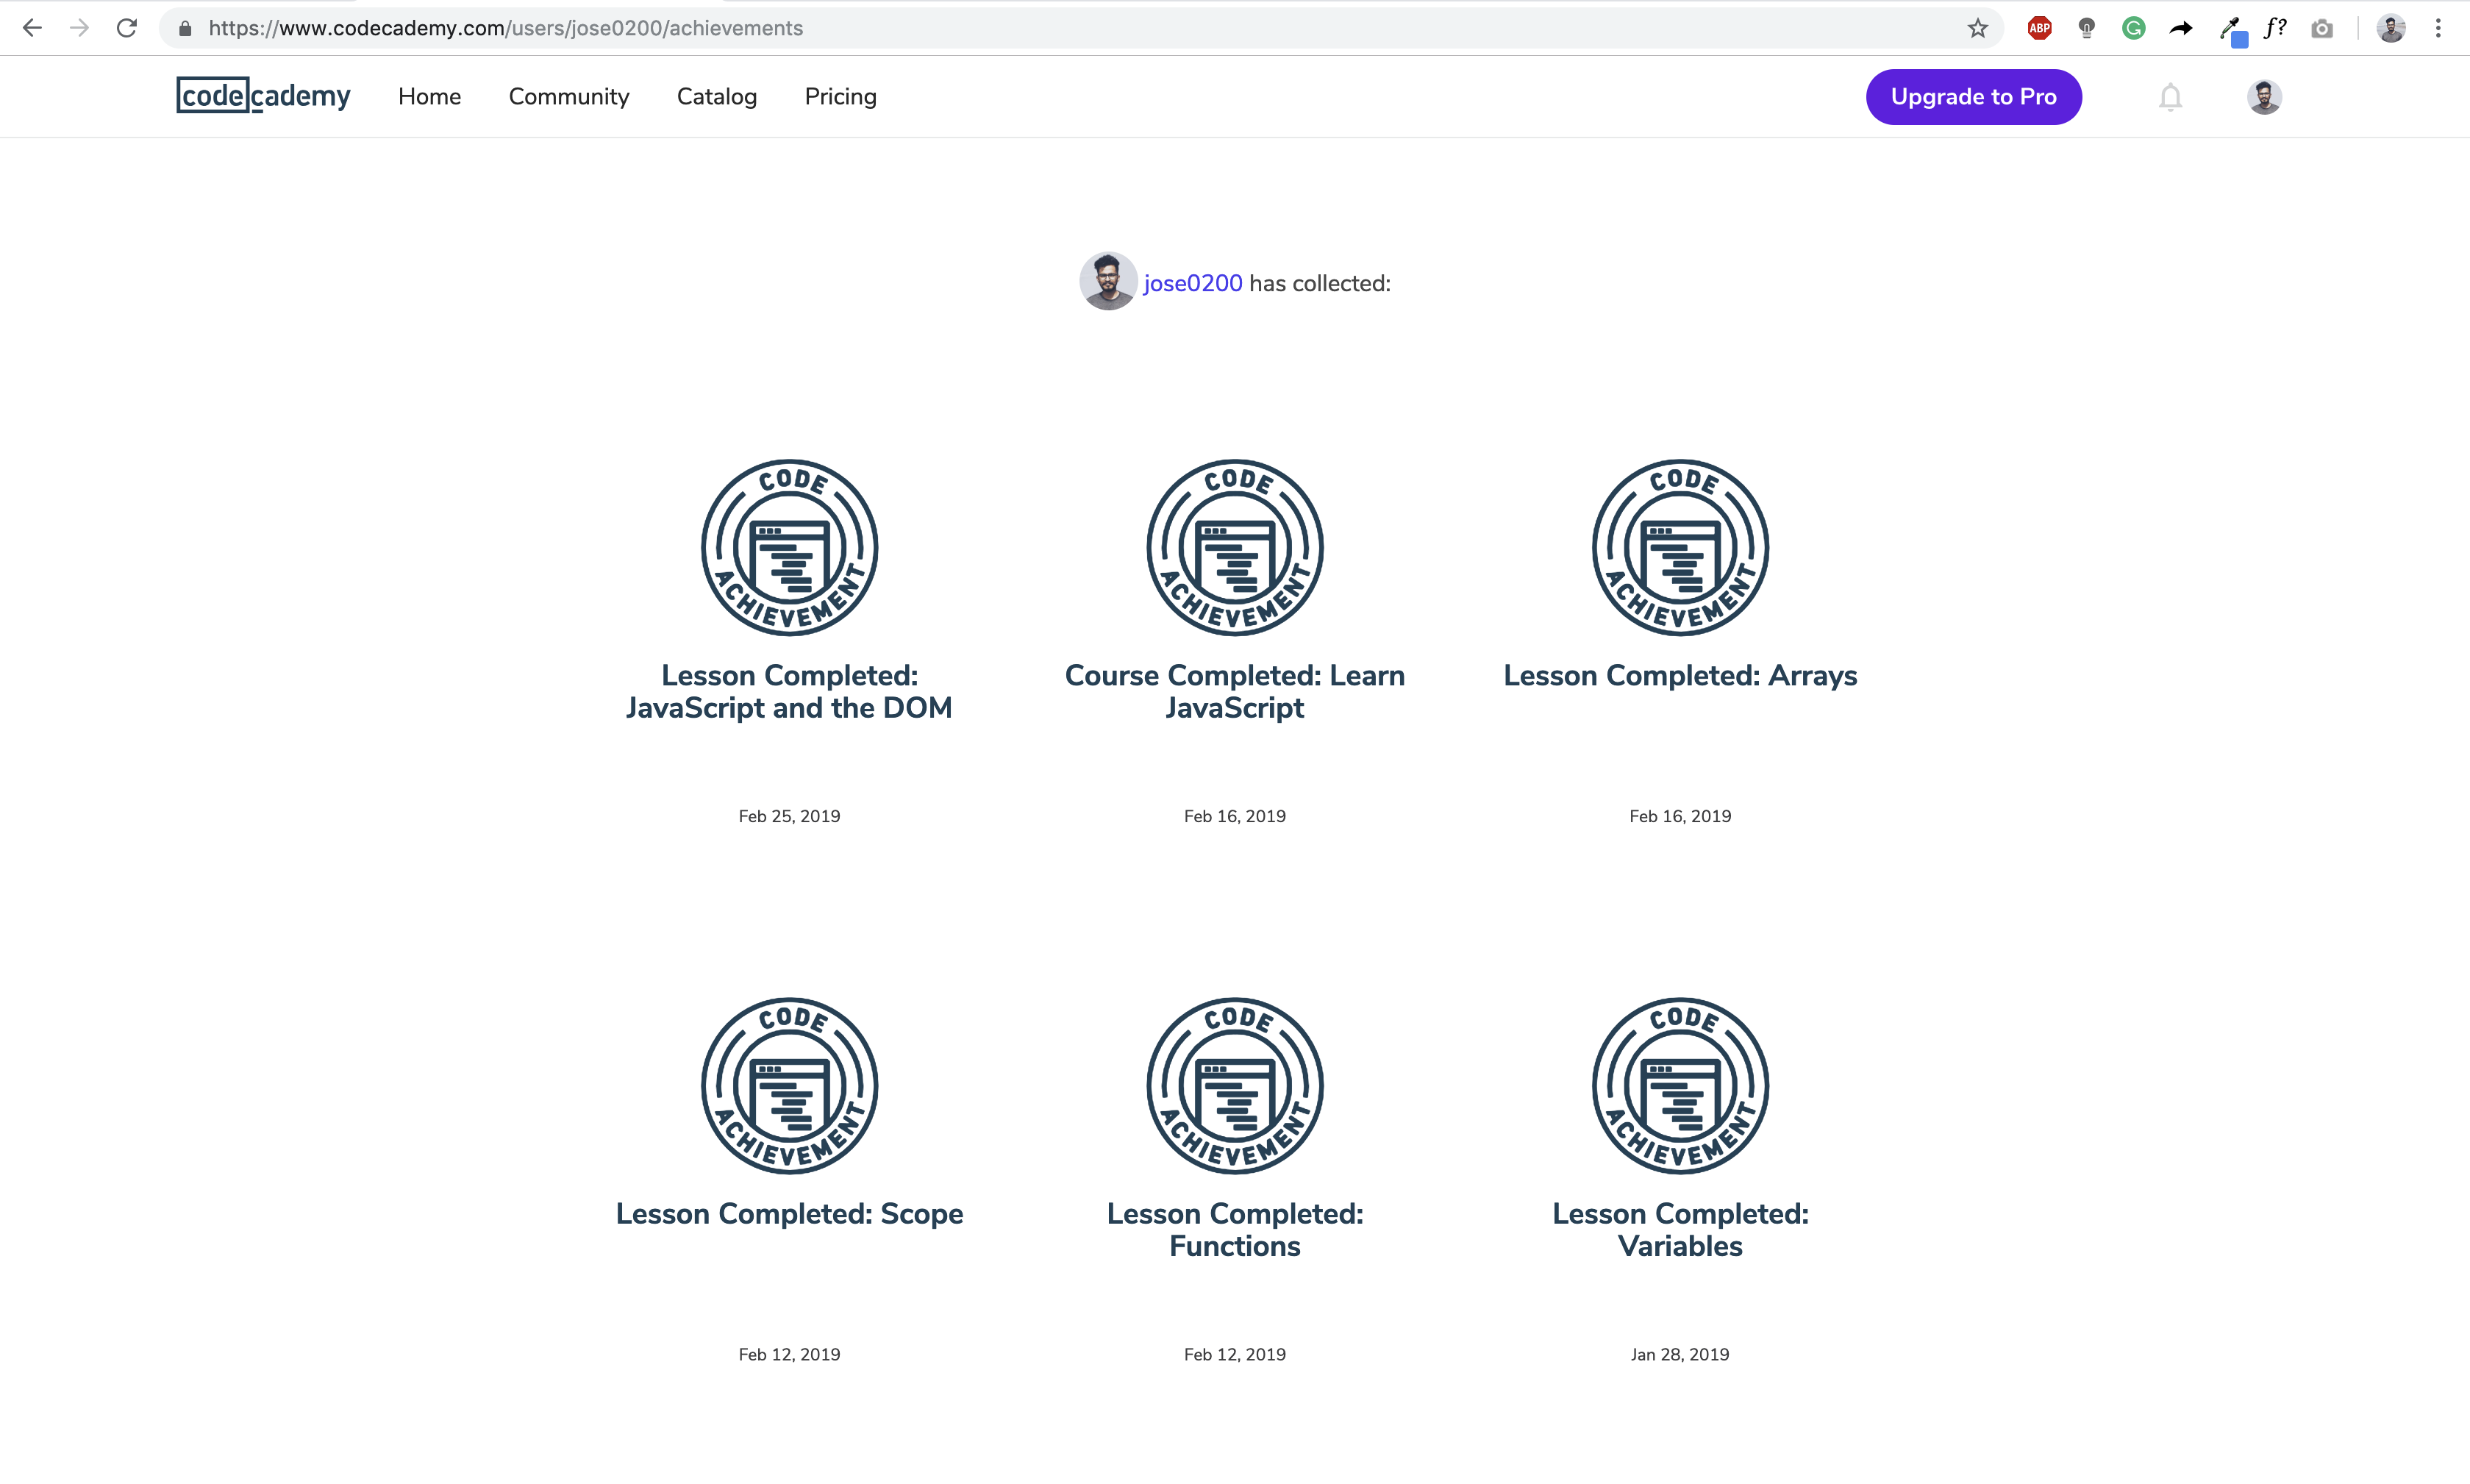 https://www.codecademy.com/users/jose0200/achievements
ABP
G
f?
codecademy
Home
Community
Catalog
Pricing
Upgrade to Pro
jose0200 has collected:
CODE ACHIEVEMENT
CODE ACHIEVEMENT
CODE ACHIEVEMENT
Lesson Completed:
JavaScript and the DOM
Course Completed: Learn
JavaScript
Lesson Completed: Arrays
Feb 25, 2019
Feb 16, 2019
Feb 16, 2019
CODE ACHIEVEMENT
CODE ACHIEVEMENT
CODE ACHIEVEMENT
Lesson Completed: Scope
Lesson Completed:
Functions
Lesson Completed:
Variables
Feb 12, 2019
Feb 12, 2019
Jan 28, 2019